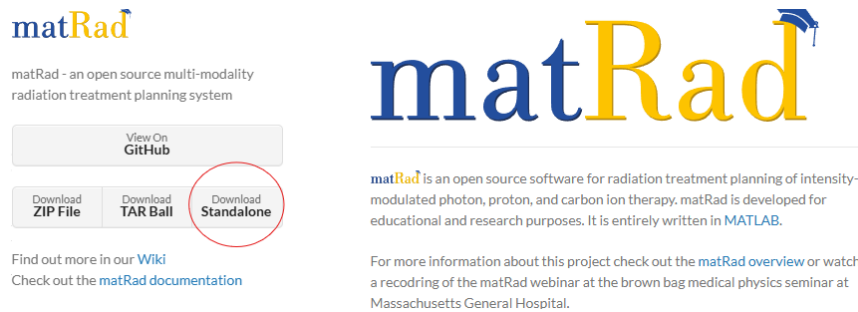 matRad
matRad - an open source multi-modality
radiation treatment planning system
View On
GitHub
Download
ZIP File
Download
TAR Ball
Download
Standalone
Find out more in our Wiki
Check out the matRad documentation
matRad
matRad is an open source software for radiation treatment planning of intensity-
modulated photon, proton, and carbon ion therapy. matRad is developed for
educational and research purposes. It is entirely written in MATLAB.
For more information about this project check out the matRad overview or watch
a recodring of the matRad webinar at the brown bag medical physics seminar at
Massachusetts General Hospital.